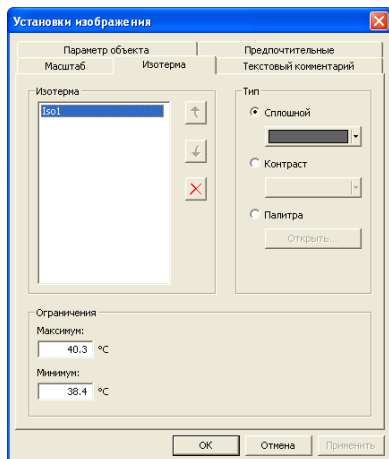 Установки изображения
Параметр объекта
Предпочтительные
Масштаб
Изотерма
Текстовый комментарий
Изотерма
Iso1
Тип
Сплошной
Контраст
Палитра
Открыть...
Ограничения
Максимум:
40.3 °C
Минимум:
38.4 °C
OK
Отмена
Применить